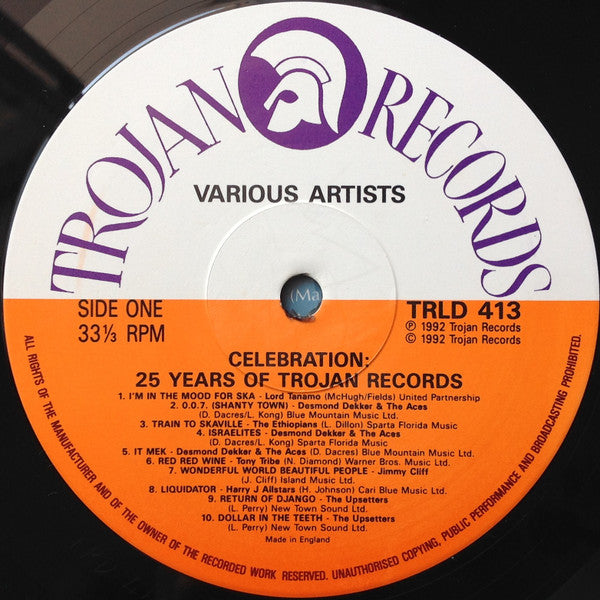 TROJAN RECORDS
VARIOUS ARTISTS
SIDE ONE
33⅓ RPM
(Ma
TRLD 413
Ⓟ 1992 Trojan Records
© 1992 Trojan Records
CELEBRATION:
25 YEARS OF TROJAN RECORDS
1. I'M IN THE MOOD FOR SKA - Lord Tanamo (McHugh/Fields) United Partnership
2. 0.0.7. (SHANTY TOWN) - Desmond Dekker & The Aces
(D. Dacres/L. Kong) Blue Mountain Music Ltd.
3. TRAIN TO SKAVILLE - The Ethiopians (L. Dillon) Sparta Florida Music
4. ISRAELITES - Desmond Dekker & The Aces
(D. Dacres/L. Kong) Sparta Florida Music
5. IT MEK - Desmond Dekker & The Aces (D. Dacres) Blue Mountain Music Ltd.
6. RED RED WINE - Tony Tribe (N. Diamond) Warner Bros. Music Ltd.
7. WONDERFUL WORLD BEAUTIFUL PEOPLE - Jimmy Cliff
(J. Cliff) Island Music Ltd.
8. LIQUIDATOR - Harry J Allstars (H. Johnson) Cari Blue Music Ltd.
9. RETURN OF DJANGO - The Upsetters
(L. Perry) New Town Sound Ltd.
10. DOLLAR IN THE TEETH - The Upsetters
(L. Perry) New Town Sound Ltd.
Made in England
ALL RIGHTS OF THE MANUFACTURER AND OF THE OWNER OF THE RECORDED WORK RESERVED. UNAUTHORISED COPYING, PUBLIC PERFORMANCE AND BROADCASTING PROHIBITED.